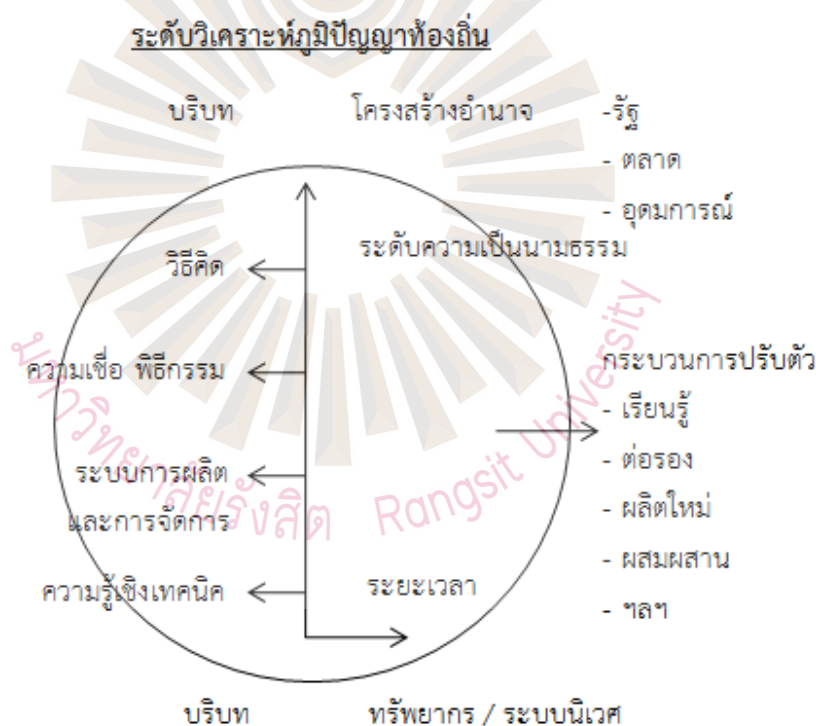 ระดับวิเคราะห์ภูมิปัญญาท้องถิ่น
บริบท โครงสร้างอำนาจ -รัฐ
- ตลาด
- อุดมการณ์
ระดับความเป็นนามธรรม
วิธีคิด
กระบวนการปรับตัว
ความเชื่อ พิธีกรรม
- เรียนรู้
- ต่อรอง
ระบบการผลิต
และการจัดการ
- ผลิตใหม่
- ผสมผสาน
ความรู้เชิงเทคนิค ระยะเวลา
- ฯลฯ
บริบท ทรัพยากร / ระบบนิเวศ
มหาวิทยาลัยรังสิต Rangsit University